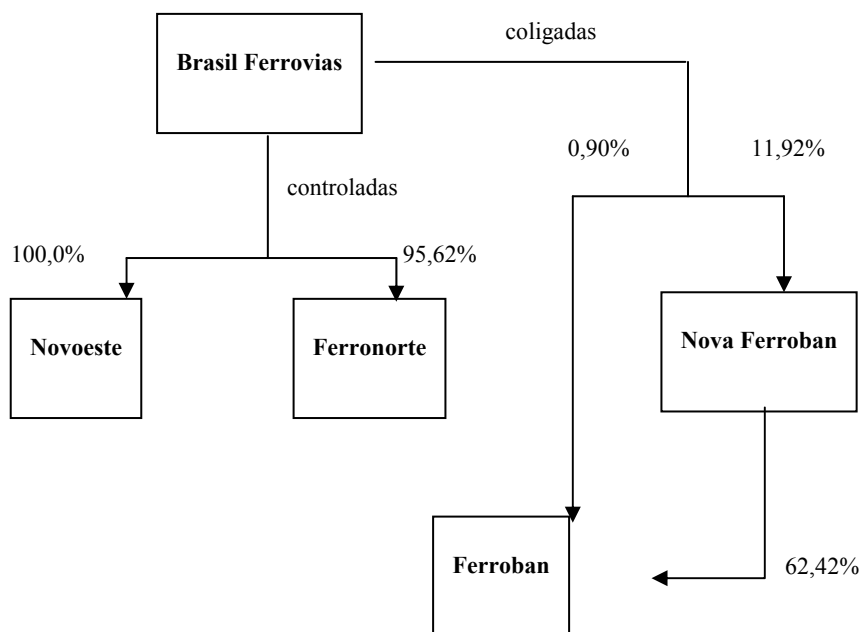 coligadas
Brasil Ferrovias
0,90%
11,92%
controladas
100,0%
95,62%
Novoeste
Ferronorte
Nova Ferroban
Ferroban
62,42%